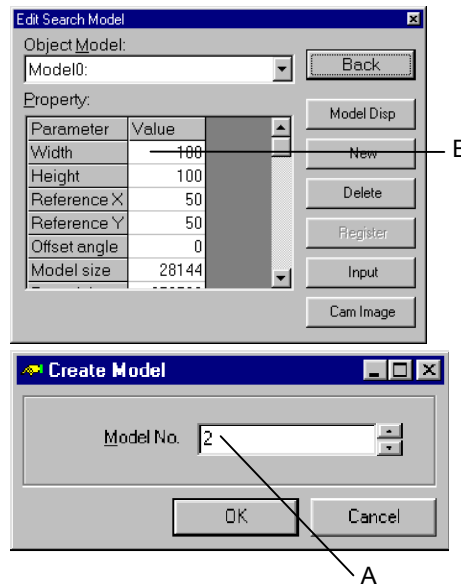 Edit Search Model
Object Model:
Model0:
Back
Property:
Parameter Value
Width 100
Height 100
Reference X 50
Reference Y 50
Offset angle 0
Model size 28144
Model Disp
New
Delete
Register
Input
Cam Image
Create Model
Model No. 2
OK Cancel
A